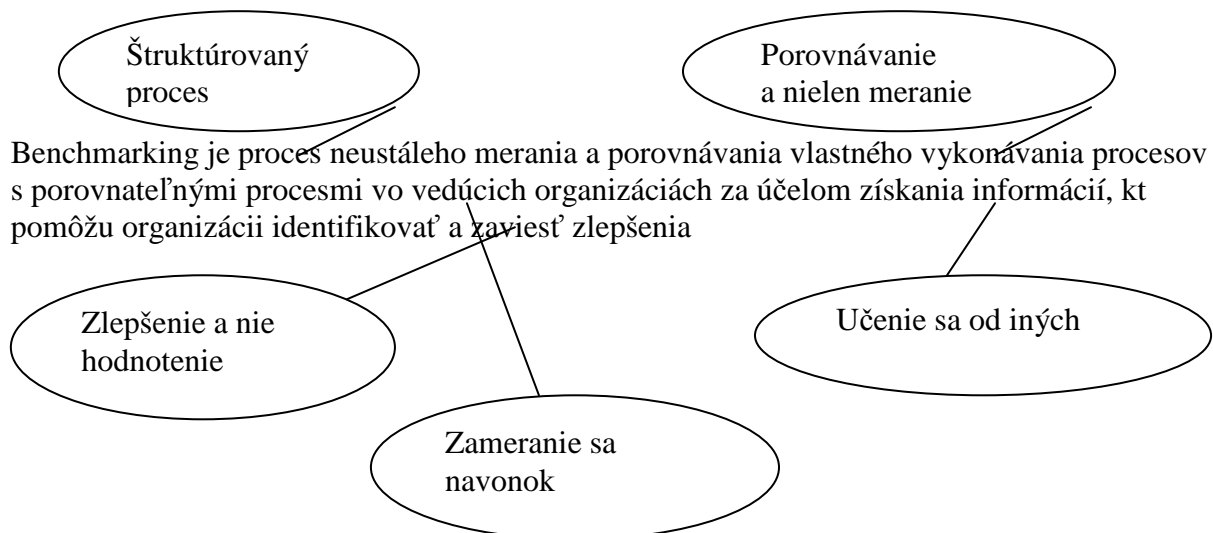 Štruktúrovaný
proces
Porovnávanie
a nielen meranie
Benchmarking je proces neustáleho merania a porovnávania vlastného vykonávania procesov
s porovnateľnými procesmi vo vedúcich organizáciách za účelom získania informácií, kt
pomôžu organizácii identifikovať a zaviesť zlepšenia
Zlepšenie a nie
hodnotenie
Učenie sa od iných
Zameranie sa
navonok